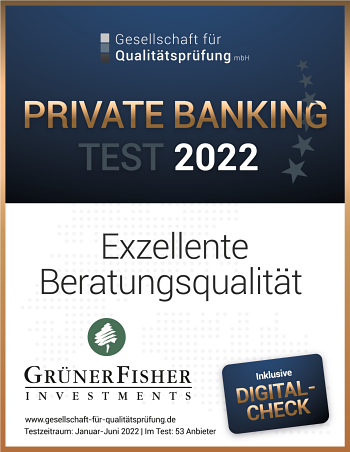 Gesellschaft für
Qualitätsprüfung mbH
PRIVATE BANKING
TEST 2022
Exzellente
Beratungsqualität
GRÜNERFISHER
INVESTMENTS
Inklusive
DIGITAL-
CHECK
www.gesellschaft-für-qualitätsprüfung.de
Testzeitraum: Januar-Juni 2022 | Im Test: 53 Anbieter